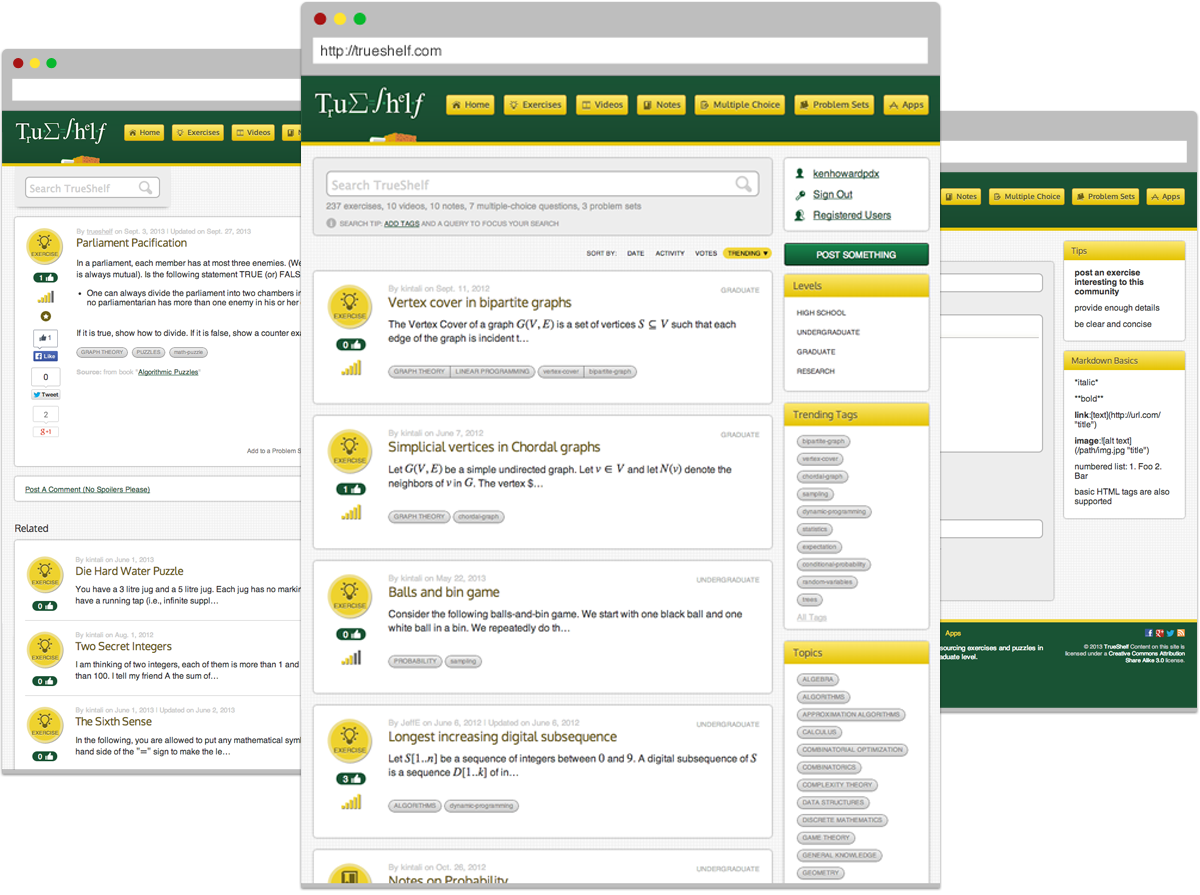 http://trueshelf.com
TruΣ=∫helf
Home
Exercises
Videos
Notes
Multiple Choice
Problem Sets
Apps
Search TrueShelf
237 exercises, 10 videos, 10 notes, 7 multiple-choice questions, 3 problem sets
SEARCH TIP: ADD TAGS AND A QUERY TO FOCUS YOUR SEARCH
SORT BY: DATE ACTIVITY VOTES TRENDING ▼
By kintali on Sept. 11, 2012
GRADUATE
Vertex cover in bipartite graphs
The Vertex Cover of a graph G(V, E) is a set of vertices S ⊆ V such that each
edge of the graph is incident t...
EXERCISE
0
GRAPH THEORY LINEAR PROGRAMMING vertex-cover bipartite-graph
By kintali on June 7, 2012
GRADUATE
Simplicial vertices in Chordal graphs
Let G(V, E) be a simple undirected graph. Let v ∈ V and let N(v) denote the
neighbors of v in G. The vertex $...
EXERCISE
1
GRAPH THEORY chordal-graph
By kintali on May 22, 2013
UNDERGRADUATE
Balls and bin game
Consider the following balls-and-bin game. We start with one black ball and one
white ball in a bin. We repeatedly do th...
EXERCISE
0
PROBABILITY sampling
By JeffE on June 6, 2012 | Updated on June 6, 2012
UNDERGRADUATE
Longest increasing digital subsequence
Let S[1..n] be a sequence of integers between 0 and 9. A digital subsequence of S
is a sequence D[1..k] of in...
EXERCISE
3
ALGORITHMS dynamic-programming
By kintali on Oct. 26, 2012
UNDERGRADUATE
Notes on Probability
kenhowardpdx
Sign Out
Registered Users
POST SOMETHING
Levels
HIGH SCHOOL
UNDERGRADUATE
GRADUATE
RESEARCH
Trending Tags
bipartite-graph
vertex-cover
chordal-graph
sampling
dynamic-programming
statistics
expectation
conditional-probability
random-variables
trees
All Tags
Topics
ALGEBRA
ALGORITHMS
APPROXIMATION ALGORITHMS
CALCULUS
COMBINATORIAL OPTIMIZATION
COMBINATORICS
COMPLEXITY THEORY
DATA STRUCTURES
DISCRETE MATHEMATICS
GAME THEORY
GENERAL KNOWLEDGE
GEOMETRY
TruΣ=∫helf
Home
Exercises
Videos
Search TrueShelf
By trueshelf on Sept. 3, 2013 | Updated on Sept. 27, 2013
Parliament Pacification
EXERCISE
1
In a parliament, each member has at most three enemies. (We
is always mutual). Is the following statement TRUE (or) FALS
• One can always divide the parliament into two chambers in
no parliamentarian has more than one enemy in his or her
If it is true, show how to divide. If it is false, show a counter exa
GRAPH THEORY PUZZLES math-puzzle
Source: from book "Algorithmic Puzzles"
1
Like
0
Tweet
2
g+1
Add to a Problem S
Post A Comment (No Spoilers Please)
Related
By kintali on June 1, 2013
Die Hard Water Puzzle
You have a 3 litre jug and a 5 litre jug. Each jug has no markin
have a running tap (i.e., infinite suppl...
EXERCISE
0
By kintali on Aug. 1, 2012
Two Secret Integers
I am thinking of two integers, each of them is more than 1 and
than 100. I tell my friend A the sum of...
EXERCISE
0
By kintali on June 1, 2013 | Updated on June 2, 2013
The Sixth Sense
In the following, you are allowed to put any mathematical sym
hand side of the "=" sign to make the le...
EXERCISE
0
Notes
Multiple Choice
Problem Sets
Apps
Tips
post an exercise
interesting to this
community
provide enough details
be clear and concise
Markdown Basics
*italic*
**bold**
link:[text](http://url.com/
"title")
image:![alt text]
(/path/img.jpg "title")
numbered list: 1. Foo 2.
Bar
basic HTML tags are also
supported
Apps
sourcing exercises and puzzles in
aduate level.
© 2013 TrueShelf Content on this site is
licensed under a Creative Commons Attribution
Share Alike 3.0 license.